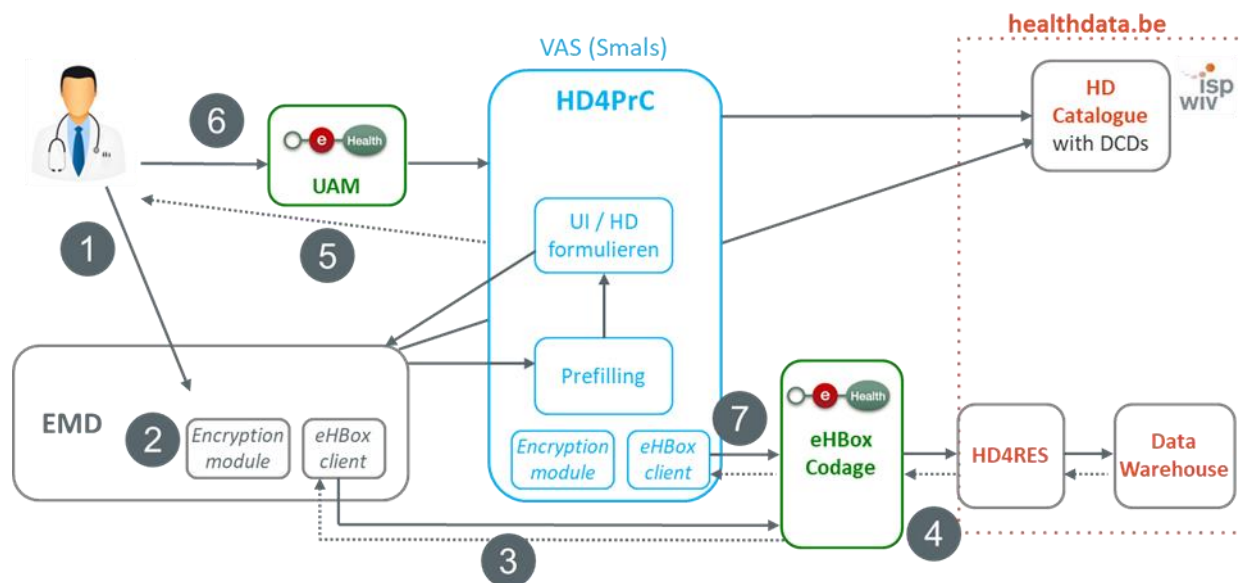 healthdata.be
VAS (Smals)
HD4PrC
HD
Catalogue
with DCDs
isp
WIV
6
e Health
UAM
1
5
UI / HD
formulieren
Prefilling
EMD
2
Encryption
module
eHBox
client
Encryption
module
eHBox
client
7
e Health
eHBox
Codage
HD4RES
Data
Warehouse
3
4